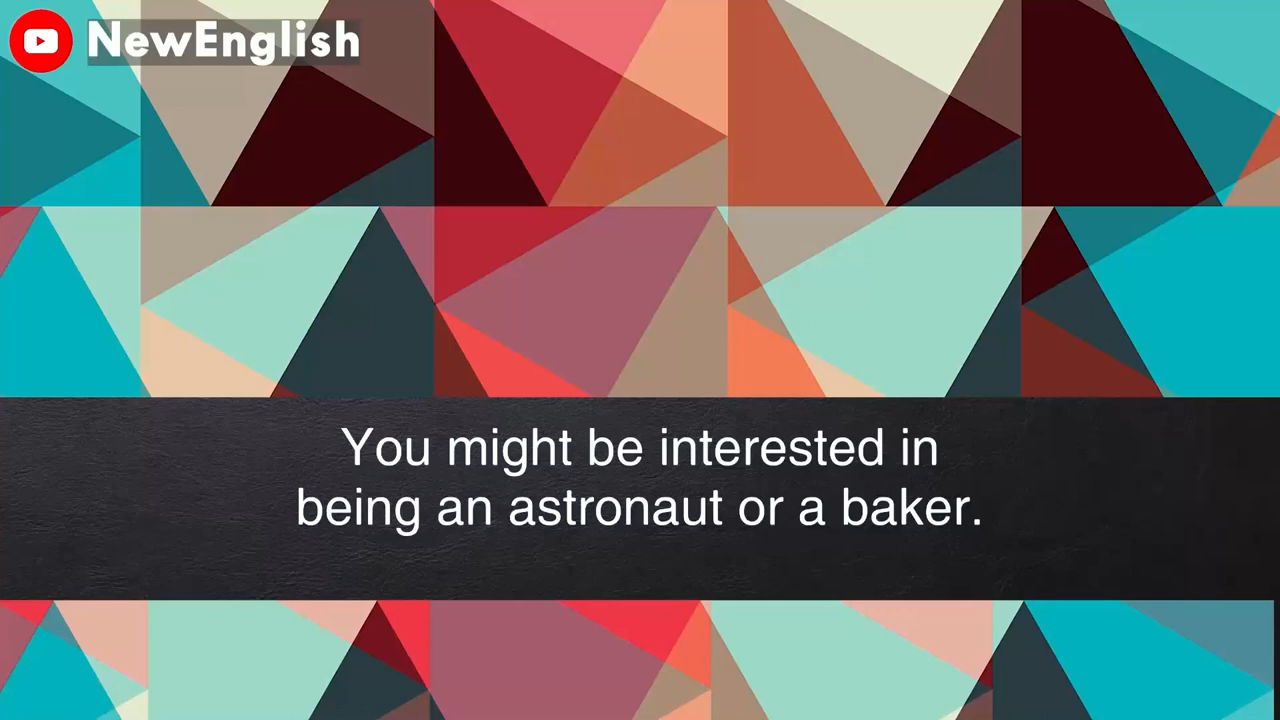 NewEnglish
You might be interested in
being an astronaut or a baker.